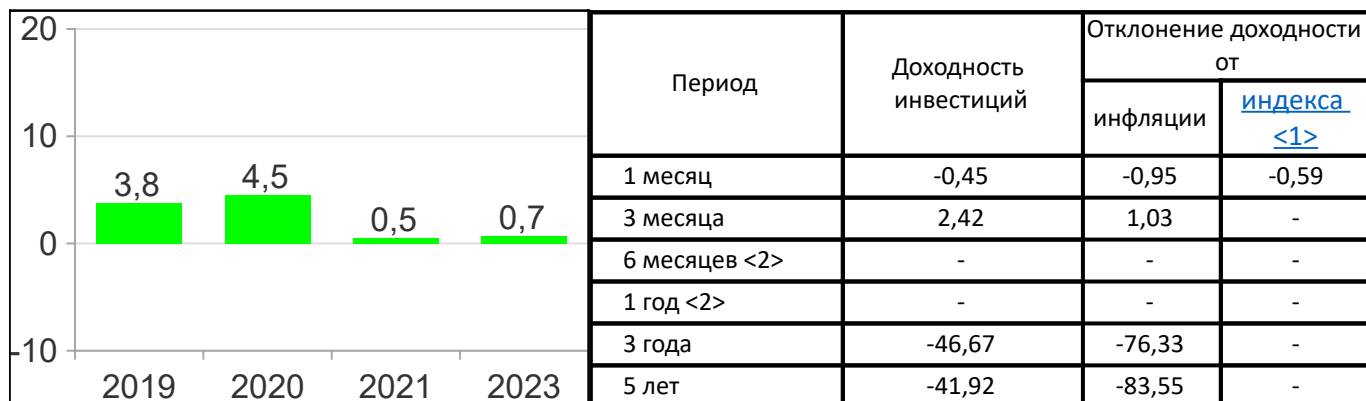 20
10
0
-10
3,8
4,5
0,5
0,7
2019 2020 2021 2023
Период
Доходность
инвестиций
Отклонение доходности
от
инфляции
индекса
<1>
1 месяц -0,45 -0,95 -0,59
3 месяца 2,42 1,03 -
6 месяцев <2> - - -
1 год <2> - - -
3 года -46,67 -76,33 -
5 лет -41,92 -83,55 -